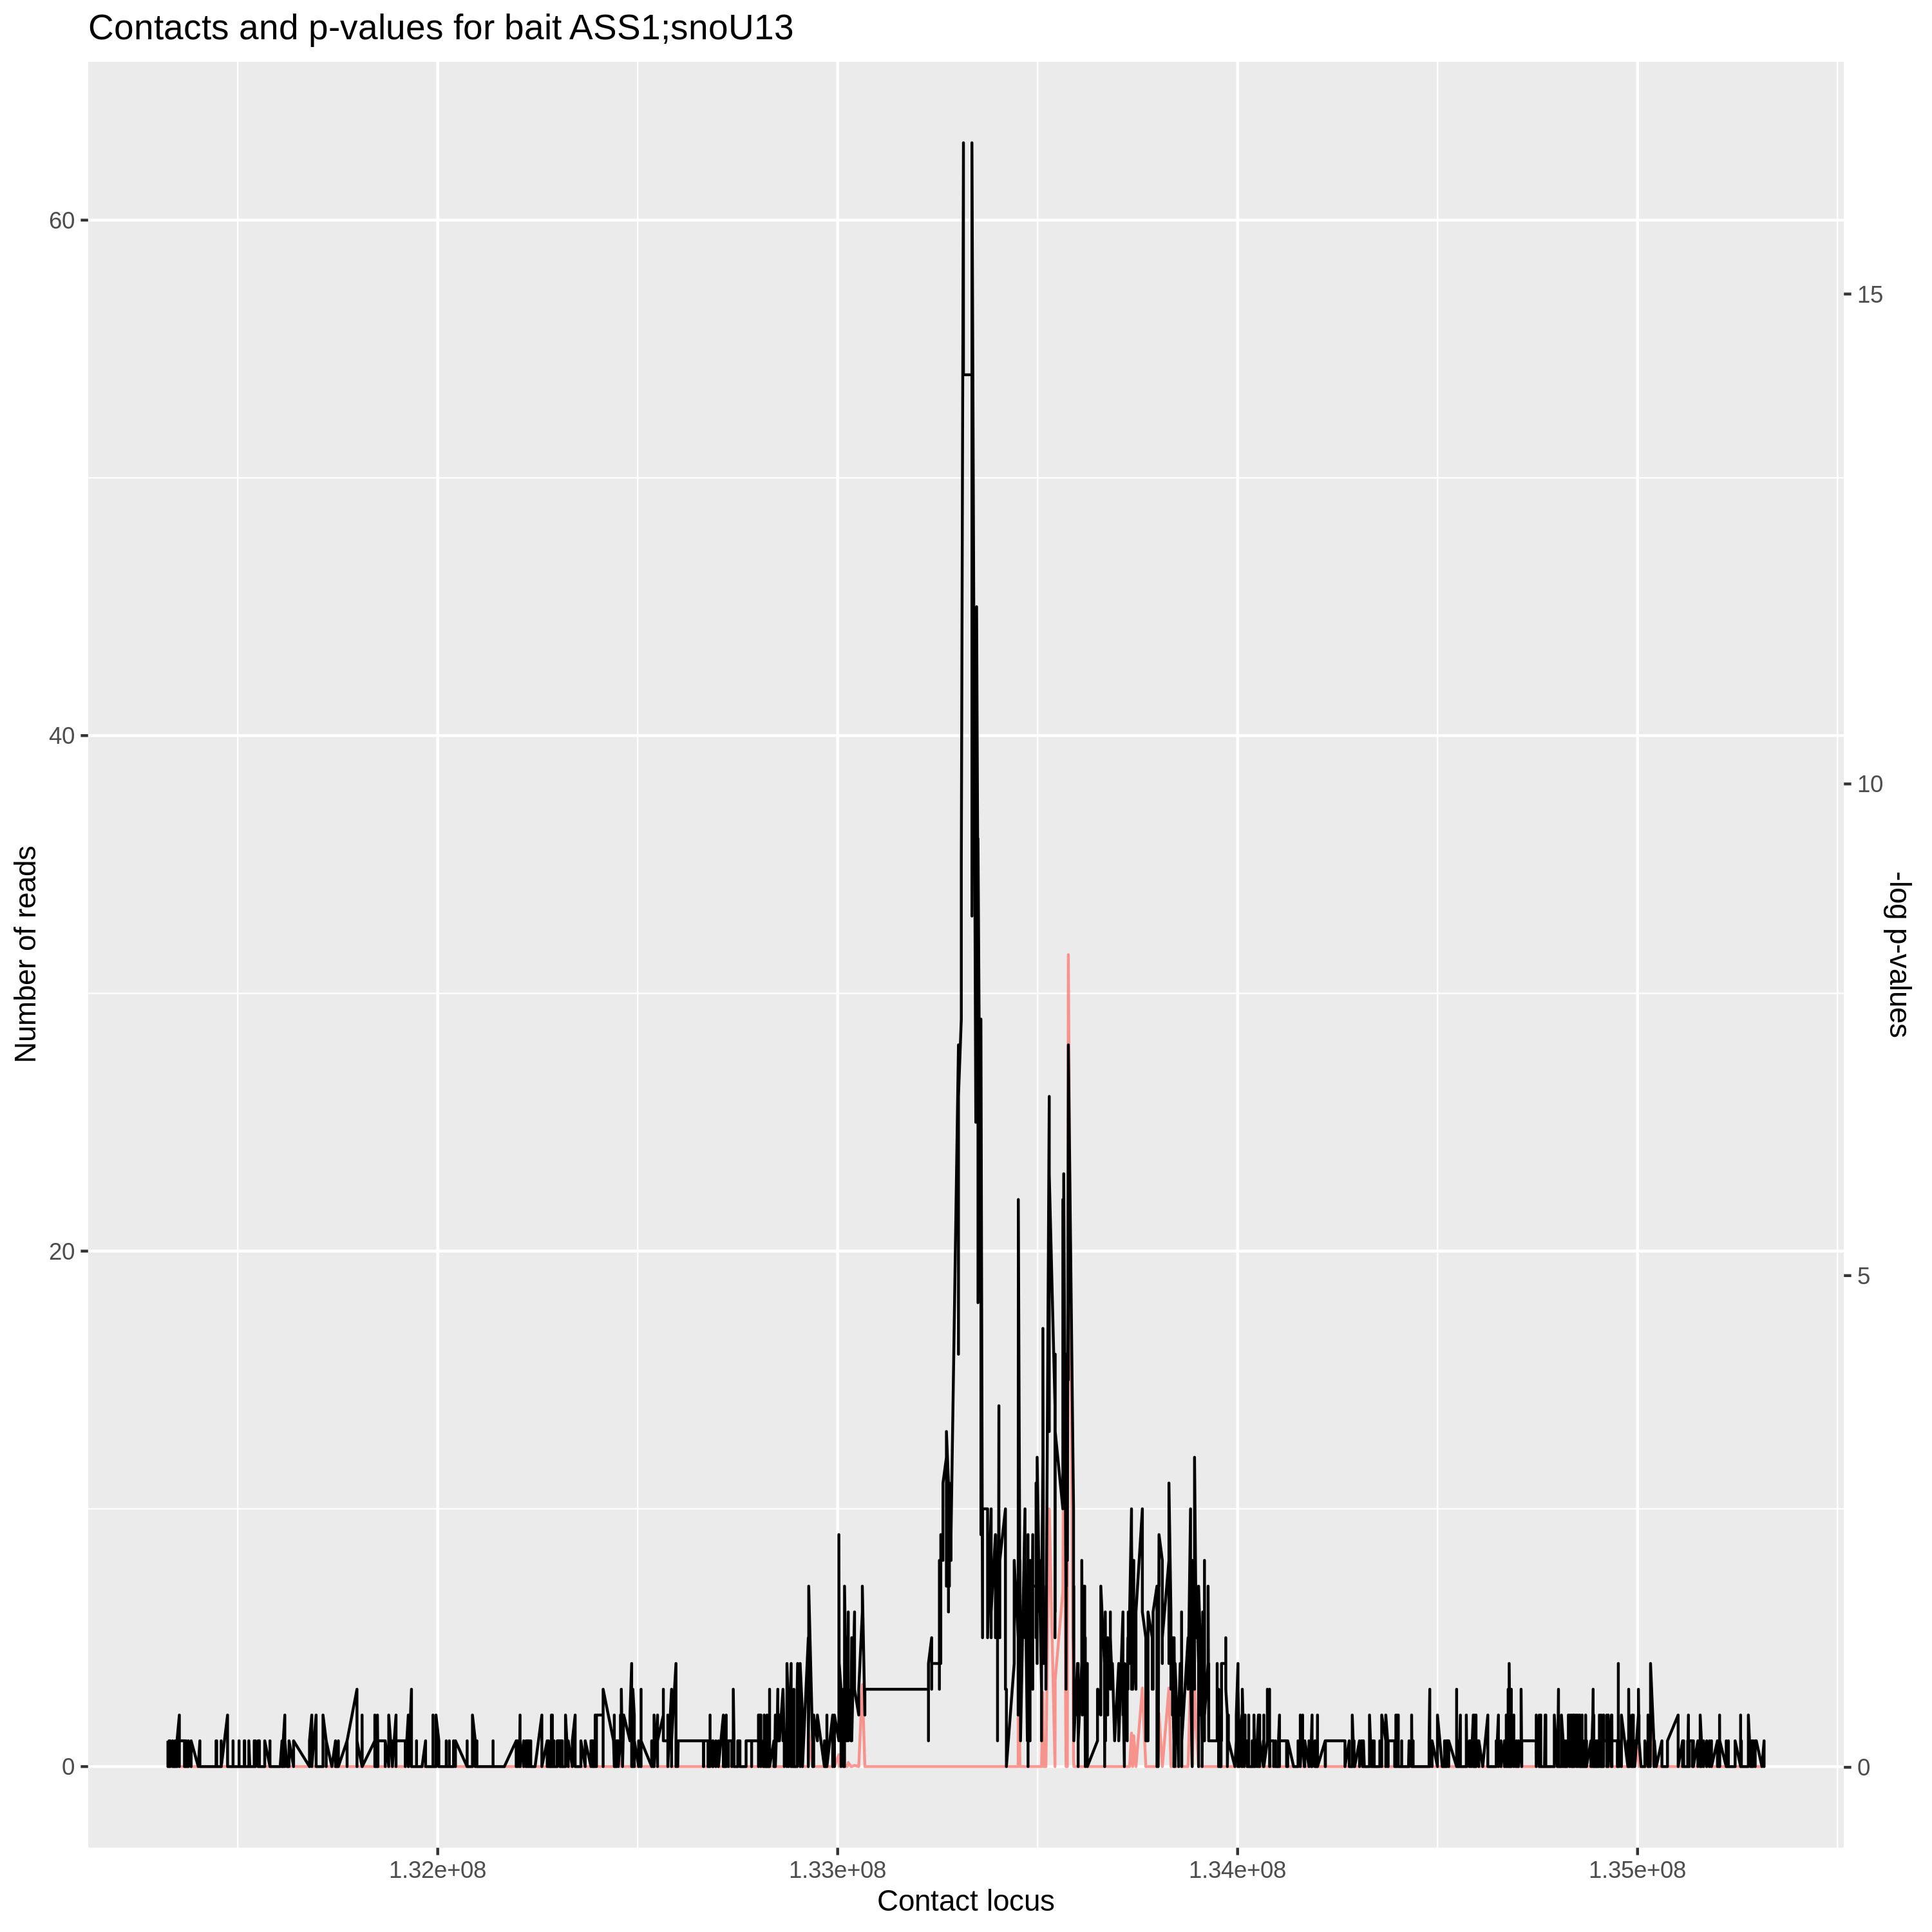 Contacts and p-values for bait ASS1;snoU13
60
40
20
0
15
10
5
0
Number of reads
-log p-values
1.32e+08 1.33e+08 1.34e+08 1.35e+08
Contact locus